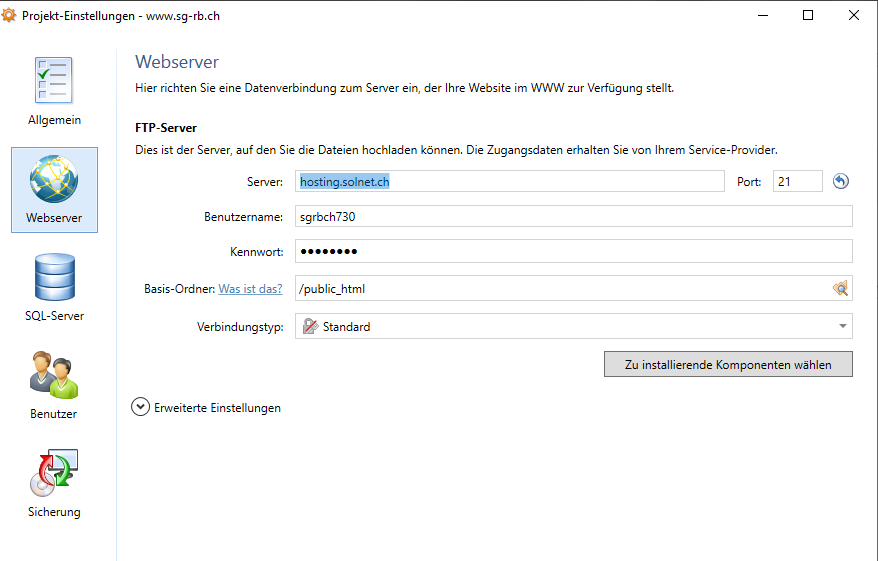 Projekt-Einstellungen - www.sg-rb.ch
Allgemein
Webserver
SQL-Server
Benutzer
Sicherung
Webserver
Hier richten Sie eine Datenverbindung zum Server ein, der Ihre Website im WWW zur Verfügung stellt.
FTP-Server
Dies ist der Server, auf den Sie die Dateien hochladen können. Die Zugangsdaten erhalten Sie von Ihrem Service-Provider.
Server: hosting.solnet.ch Port: 21
Benutzername: sgrbch730
Kennwort: ●●●●●●●●
Basis-Ordner: Was ist das? /public_html
Verbindungstyp: Standard
Zu installierende Komponenten wählen
Erweiterte Einstellungen